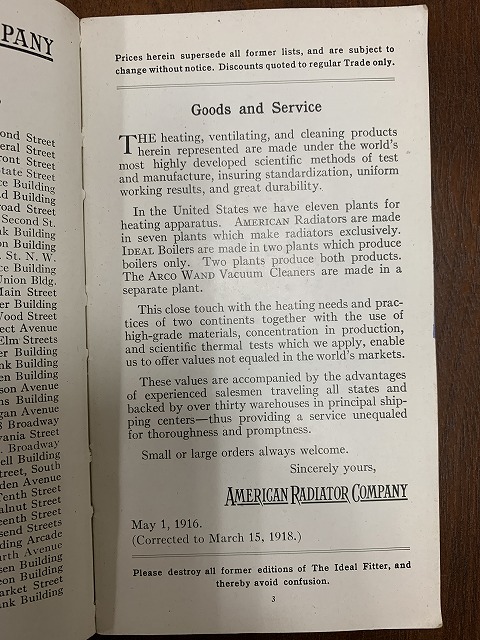 PANY
ond Street
eral Street
ront Street
State Street
ce Building
d Building
road Street
Second St.
nk Building
on Building
St. N. W.
ce Building
Union Bldg.
Main Street
er Building
Wood Street
ect Avenue
Elm Streets
er Building
nk Building
en Building
son Avenue
ns Building
gan Avenue
Broadway
vania Street
. Broadway
ell Building
treet, South
den Avenue
Tenth Street
alnut Street
eenth Street
send Streets
ding Arcade
arth Avenue
sen Building
eon Building
arket Street
ank Building
Prices herein supersede all former lists, and are subject to
change without notice. Discounts quoted to regular Trade only.
Goods and Service
THE heating, ventilating, and cleaning products
herein represented are made under the world's
most highly developed scientific methods of test
and manufacture, insuring standardization, uniform
working results, and great durability.
In the United States we have eleven plants for
heating apparatus. AMERICAN Radiators are made
in seven plants which make radiators exclusively.
IDEAL Boilers are made in two plants which produce
boilers only. Two plants produce both products.
The ARCO WAND Vacuum Cleaners are made in a
separate plant.
This close touch with the heating needs and prac-
tices of two continents together with the use of
high-grade materials, concentration in production,
and scientific thermal tests which we apply, enable
us to offer values not equaled in the world's markets.
These values are accompanied by the advantages
of experienced salesmen traveling all states and
backed by over thirty warehouses in principal ship-
ping centers—thus providing a service unequaled
for thoroughness and promptness.
Small or large orders always welcome.
Sincerely yours,
AMERICAN RADIATOR COMPANY
May 1, 1916.
(Corrected to March 15, 1918.)
Please destroy all former editions of The Ideal Fitter, and
thereby avoid confusion.
3